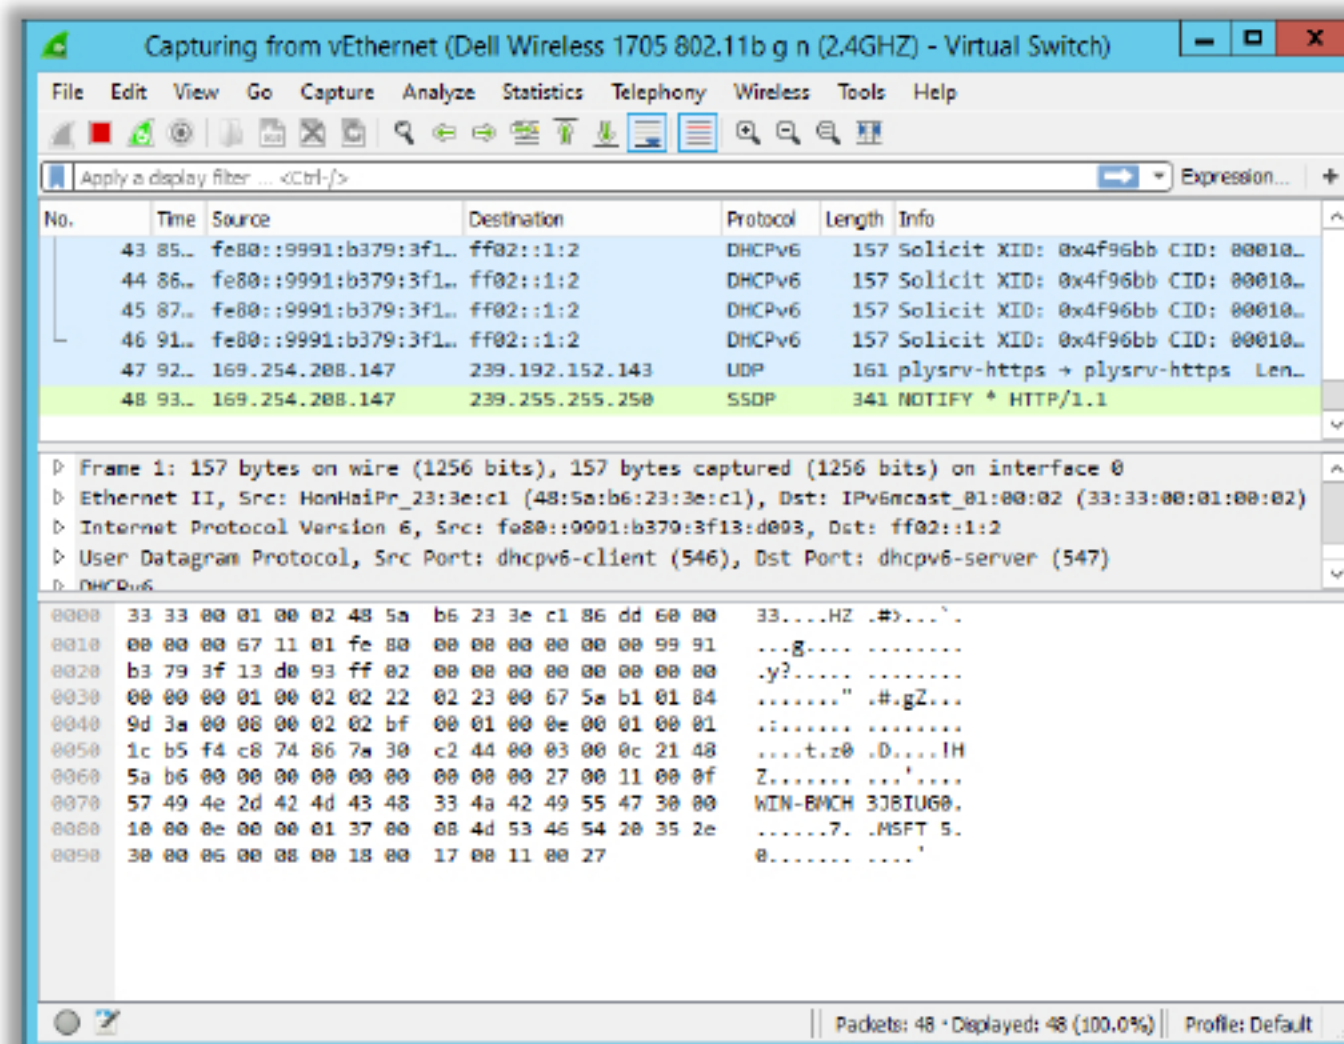 Capturing from vEthernet (Dell Wireless 1705 802.11b g n (2.4GHZ) - Virtual Switch)
File Edit View Go Capture Analyze Statistics Telephony Wireless Tools Help
Apply a display filter ... <Ctrl-/> Expression... +
No. Time Source Destination Protocol Length Info
43 85… fe80::9991:b379:3f1… ff02::1:2 DHCPv6 157 Solicit XID: 0x4f96bb CID: 00010…
44 86… fe80::9991:b379:3f1… ff02::1:2 DHCPv6 157 Solicit XID: 0x4f96bb CID: 00010…
45 87… fe80::9991:b379:3f1… ff02::1:2 DHCPv6 157 Solicit XID: 0x4f96bb CID: 00010…
46 91… fe80::9991:b379:3f1… ff02::1:2 DHCPv6 157 Solicit XID: 0x4f96bb CID: 00010…
47 92… 169.254.208.147 239.192.152.143 UDP 161 plysrv-https → plysrv-https Len…
48 93… 169.254.208.147 239.255.255.250 SSDP 341 NOTIFY * HTTP/1.1
Frame 1: 157 bytes on wire (1256 bits), 157 bytes captured (1256 bits) on interface 0
Ethernet II, Src: HonHaiPr_23:3e:c1 (48:5a:b6:23:3e:c1), Dst: IPv6mcast_01:00:02 (33:33:00:01:00:02)
Internet Protocol Version 6, Src: fe80::9991:b379:3f13:d093, Dst: ff02::1:2
User Datagram Protocol, Src Port: dhcpv6-client (546), Dst Port: dhcpv6-server (547)
DHCPv6
0000 33 33 00 01 00 02 48 5a b6 23 3e c1 86 dd 60 00 33....HZ .#>...`.
0010 00 00 00 67 11 01 fe 80 00 00 00 00 00 00 99 91 ...g.... ........
0020 b3 79 3f 13 d0 93 ff 02 00 00 00 00 00 00 00 00 .y?..... ........
0030 00 00 00 01 00 02 02 22 02 23 00 67 5a b1 01 84 ......." .#.gZ...
0040 9d 3a 00 08 00 02 02 bf 00 01 00 0e 00 01 00 01 .:...... ........
0050 1c b5 f4 c8 74 86 7a 30 c2 44 00 03 00 0c 21 48 ....t.z0 .D....!H
0060 5a b6 00 00 00 00 00 00 00 00 00 27 00 11 00 0f Z....... ...'....
0070 57 49 4e 2d 42 4d 43 48 33 4a 42 49 55 47 30 00 WIN-BMCH 3JBIUG0.
0080 10 00 0e 00 00 01 37 00 08 4d 53 46 54 20 35 2e ......7. .MSFT 5.
0090 30 00 06 00 08 00 18 00 17 00 11 00 27 0....... ....'
Packets: 48 · Displayed: 48 (100.0%) Profile: Default